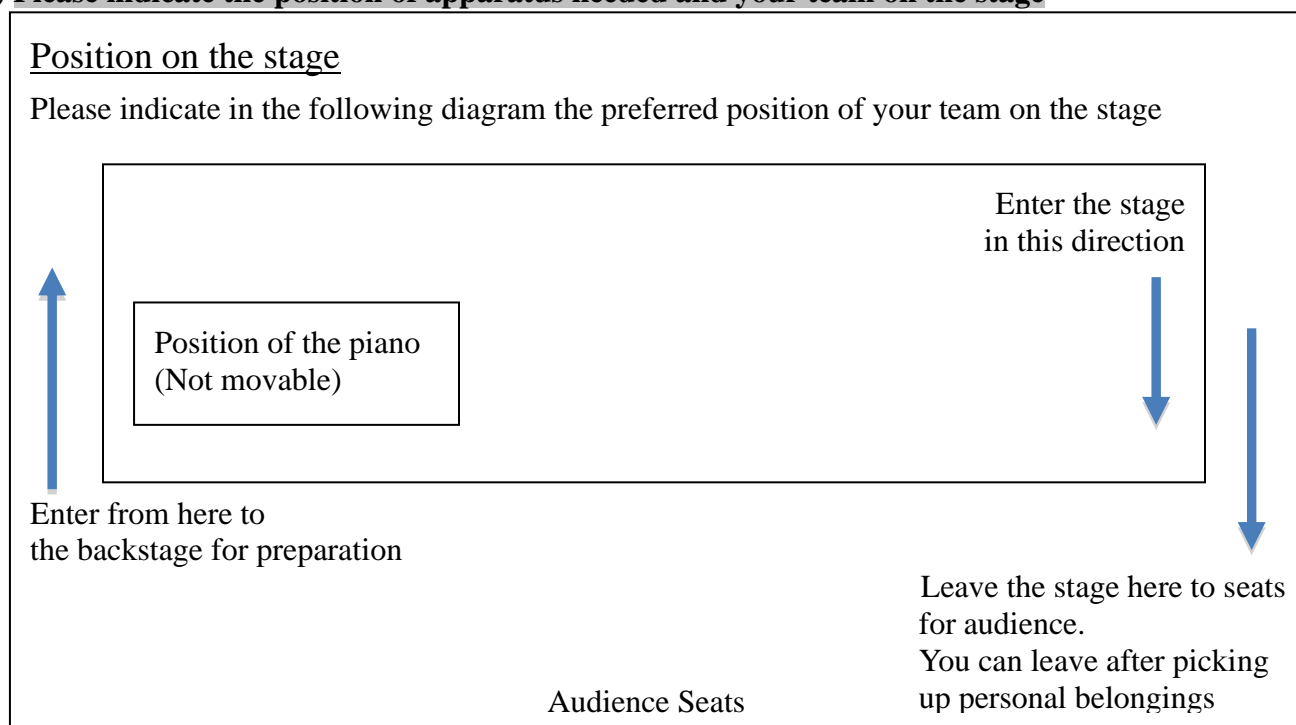 Please indicate the position of apparatus needed and your team on the stage
Position on the stage
Please indicate in the following diagram the preferred position of your team on the stage
Enter the stage
in this direction
Position of the piano
(Not movable)
Enter from here to
the backstage for preparation
Leave the stage here to seats
for audience.
You can leave after picking
up personal belongings
Audience Seats